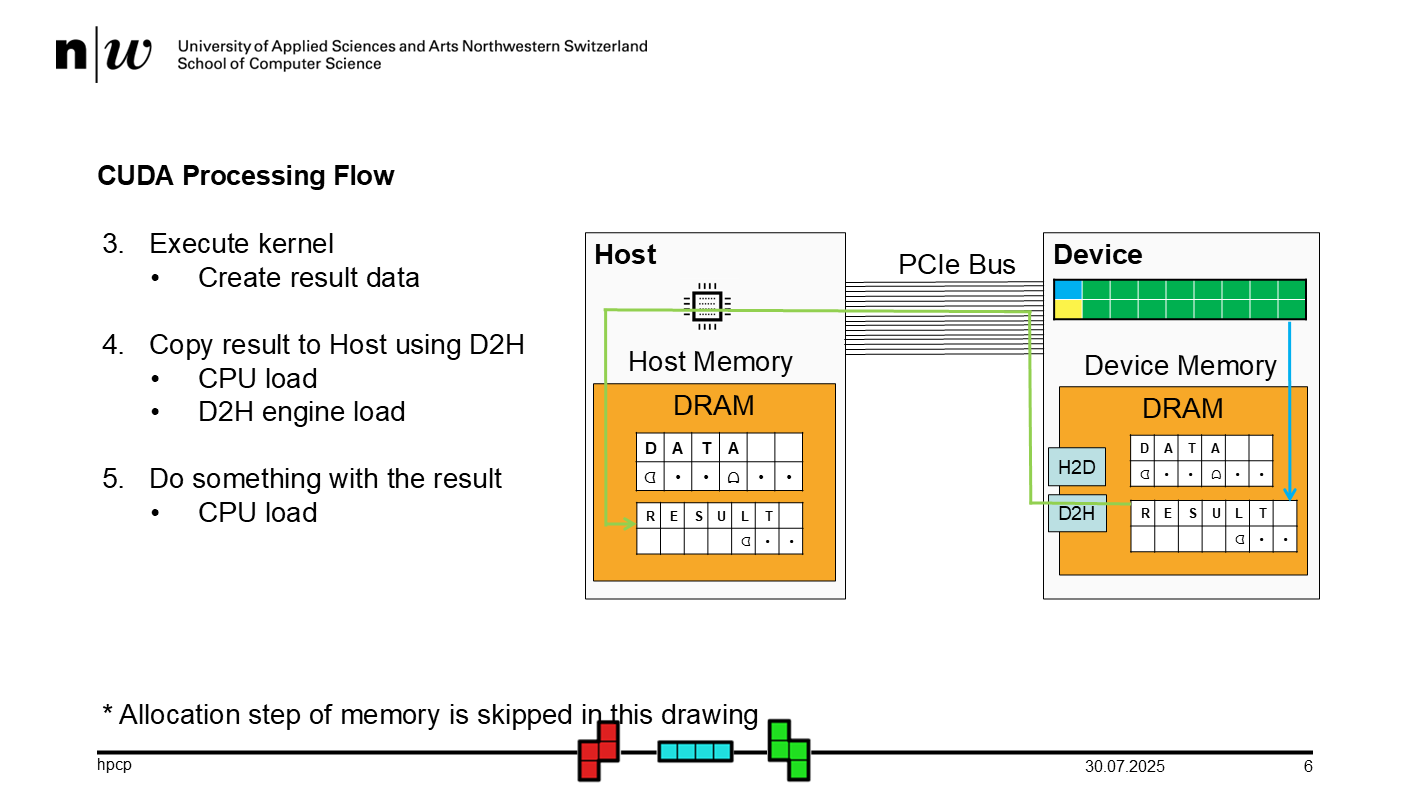 n|w University of Applied Sciences and Arts Northwestern Switzerland
School of Computer Science
CUDA Processing Flow
3. Execute kernel
• Create result data
4. Copy result to Host using D2H
• CPU load
• D2H engine load
5. Do something with the result
• CPU load
Host
Host Memory
DRAM
D A T A
R E S U L T
PCIe Bus
Device
Device Memory
DRAM
H2D
D2H
D A T A
R E S U L T
* Allocation step of memory is skipped in this drawing
hpcp
30.07.2025
6